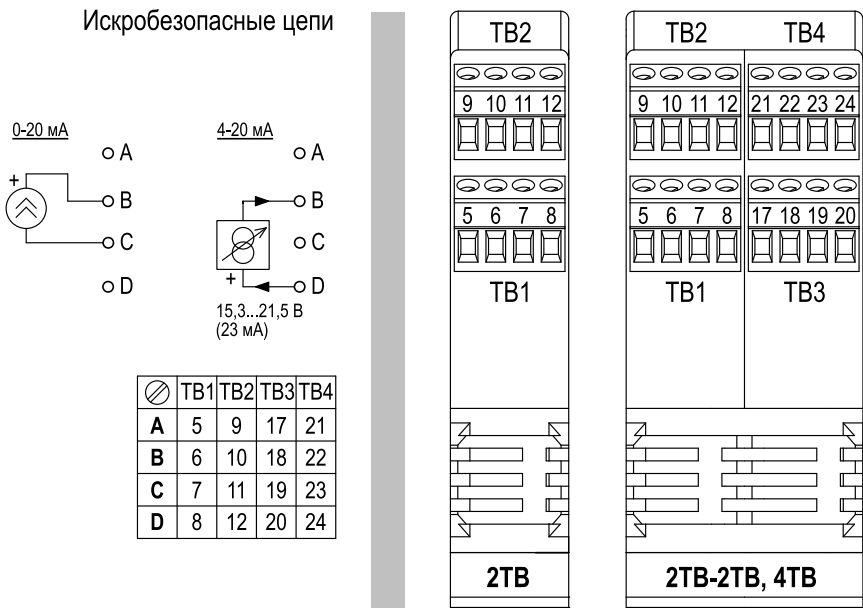 Искробезопасные цепи
0-20 мА
4-20 мА
A
A
+
B
B
C
C
+
D
D
15,3...21,5 В
(23 мА)
TB1 TB2 TB3 TB4
A 5 9 17 21
B 6 10 18 22
C 7 11 19 23
D 8 12 20 24
TB2
9 10 11 12
5 6 7 8
TB1
2TB
TB2 TB4
9 10 11 12 21 22 23 24
5 6 7 8 17 18 19 20
TB1 TB3
2TB-2TB, 4TB